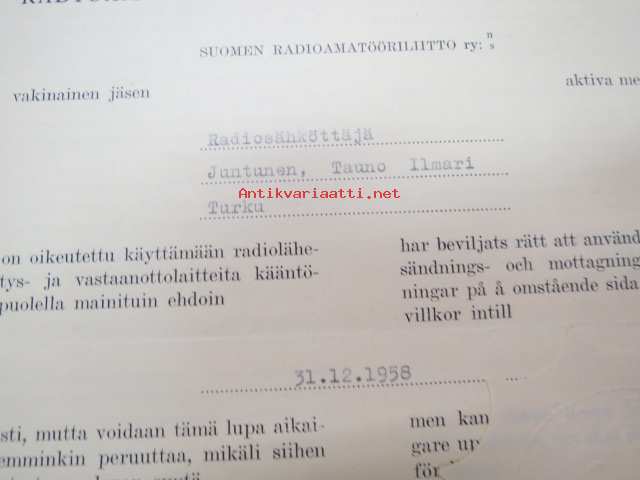 SUOMEN RADIOAMATÖÖRILIITTO ry: n s
vakinainen jäsen
aktiva me
Radiosähköttäjä
Juntunen, Tauno Ilmari
Antikvariaatti.net
Turku
on oikeutettu käyttämään radiolähe-
tys- ja vastaanottolaitteita kääntö-
puolella mainituin ehdoin
har beviljats rätt att använd
sändnings- och mottagning
ningar på å omstående sida
villkor intill
31.12.1958
sti, mutta voidaan tämä lupa aikai-
emminkin peruuttaa, mikäli siihen
men kan
gare up
för